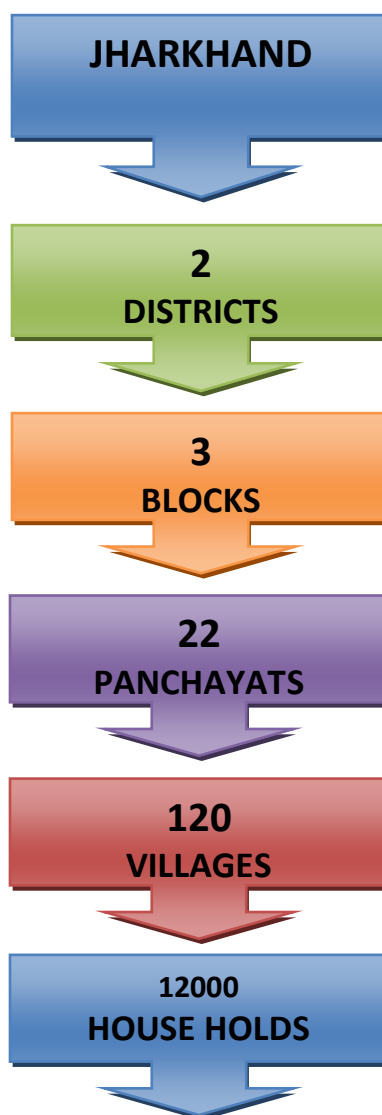 JHARKHAND
2
DISTRICTS
3
BLOCKS
22
PANCHAYATS
120
VILLAGES
12000
HOUSE HOLDS